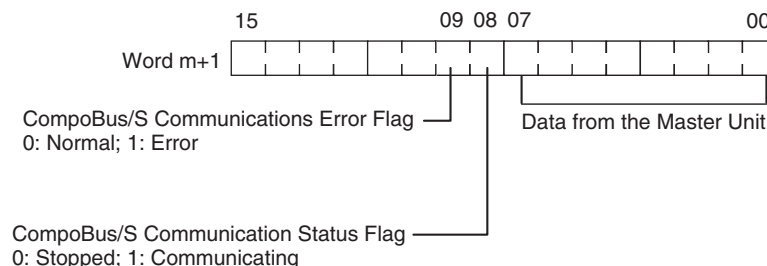 15 09 08 07 00
Word m+1
CompoBus/S Communications Error Flag
0: Normal; 1: Error
Data from the Master Unit
CompoBus/S Communication Status Flag
0: Stopped; 1: Communicating